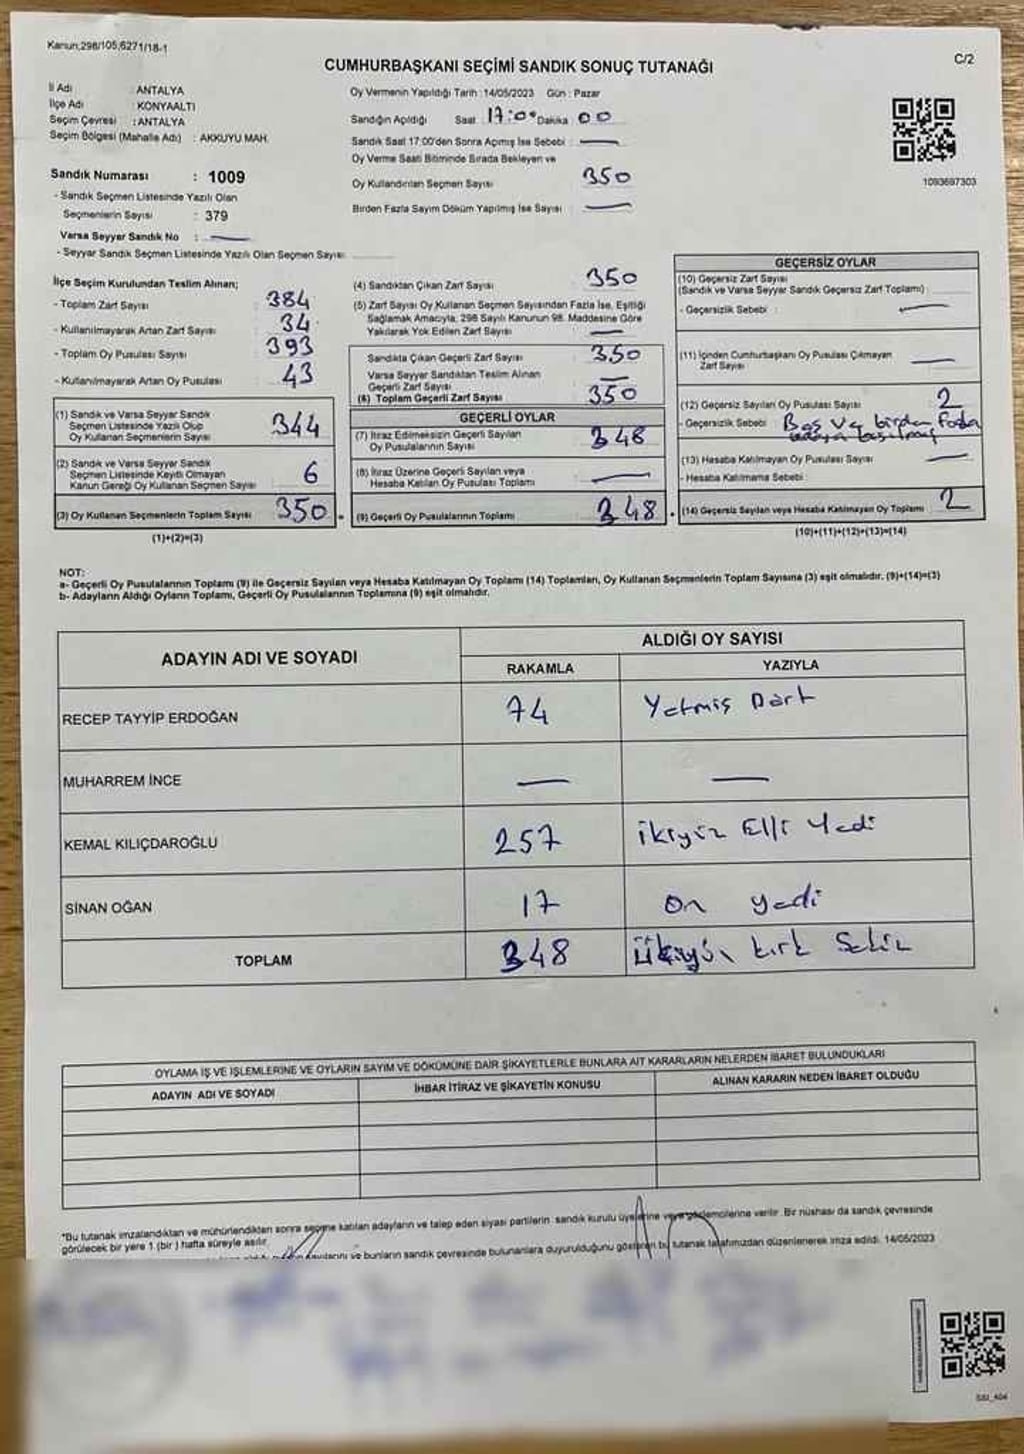 Kanun;298/105;6271/18-1
C/2
CUMHURBAŞKANI SEÇİMİ SANDIK SONUÇ TUTANAĞI
İl Adı : ANTALYA
İlçe Adı : KONYAALTI
Seçim Çevresi : ANTALYA
Seçim Bölgesi (Mahalle Adı) : AKKUYU MAH.
Oy Vermenin Yapıldığı Tarih : 14/05/2023 Gün : Pazar
Sandığın Açıldığı Saat 17:00 Dakika : 00
Sandık Saat 17:00'den Sonra Açımış İse Sebebi : —
Oy Verme Saati Bitiminde Sırada Bekleyen ve
Oy Kullandırılan Seçmen Sayısı 350
Birden Fazla Sayım Döküm Yapılmış İse Sayısı : —
1093697303
Sandık Numarası : 1009
- Sandık Seçmen Listesinde Yazılı Olan
Seçmenlerin Sayısı : 379
Varsa Seyyar Sandık No : —
- Seyyar Sandık Seçmen Listesinde Yazılı Olan Seçmen Sayısı:
İlçe Seçim Kurulundan Teslim Alınan;
- Toplam Zarf Sayısı : 384
- Kullanılmayarak Artan Zarf Sayısı : 34
- Toplam Oy Pusulası Sayısı : 393
- Kullanılmayarak Artan Oy Pusulası : 43
(1) Sandık ve Varsa Seyyar Sandık
Seçmen Listesinde Yazılı Olup
Oy Kullanan Seçmenlerin Sayısı 344
(2) Sandık ve Varsa Seyyar Sandık
Seçmen Listesinde Kayıtlı Olmayan
Kanun Gereği Oy Kullanan Seçmen Sayısı 6
(3) Oy Kullanan Seçmenlerin Toplam Sayısı 350
(1)+(2)=(3)
(4) Sandıktan Çıkan Zarf Sayısı : 350
(5) Zarf Sayısı Oy Kullanan Seçmen Sayısından Fazla İse, Eşitliği
Sağlamak Amacıyla, 298 Sayılı Kanunun 98. Maddesine Göre
Yakılarak Yok Edilen Zarf Sayısı : —
Sandıkta Çıkan Geçerli Zarf Sayısı : 350
Varsa Seyyar Sandıktan Teslim Alınan
Geçerli Zarf Sayısı : —
(6) Toplam Geçerli Zarf Sayısı : 350
GEÇERLİ OYLAR
(7) İtiraz Edilmeksizin Geçerli Sayılan
Oy Pusulalarının Sayısı : 348
(8) İtiraz Üzerine Geçerli Sayılan veya
Hesaba Katılan Oy Pusulası Toplamı : —
(9) Geçerli Oy Pusulalarının Toplamı : 348
GEÇERSİZ OYLAR
(10) Geçersiz Zarf Sayısı
(Sandık ve Varsa Seyyar Sandık Geçersiz Zarf Toplamı) :
- Geçersizlik Sebebi : —
(11) İçinden Cumhurbaşkanı Oy Pusulası Çıkmayan
Zarf Sayısı : —
(12) Geçersiz Sayılan Oy Pusulası Sayısı : 2
- Geçersizlik Sebebi : Boş ve birden fazla
adaya basılmış
(13) Hesaba Katılmayan Oy Pusulası Sayısı : —
- Hesaba Katılmama Sebebi :
(14) Geçersiz Sayılan veya Hesaba Katılmayan Oy Toplamı : 2
(10)+(11)+(12)+(13)=(14)
NOT:
a- Geçerli Oy Pusulalarının Toplamı (9) ile Geçersiz Sayılan veya Hesaba Katılmayan Oy Toplamı (14) Toplamları, Oy Kullanan Seçmenlerin Toplam Sayısına (3) eşit olmalıdır. (9)+(14)=(3)
b- Adayların Aldığı Oyların Toplamı, Geçerli Oy Pusulalarının Toplamına (9) eşit olmalıdır.
ADAYIN ADI VE SOYADI
ALDIĞI OY SAYISI
RAKAMLA YAZIYLA
RECEP TAYYİP ERDOĞAN 74 Yetmiş Dört
MUHARREM İNCE — —
KEMAL KILIÇDAROĞLU 257 ikiyüz Elli Yedi
SİNAN OĞAN 17 On yedi
TOPLAM 348 kırk Sekiz
OYLAMA İŞ VE İŞLEMLERİNE VE OYLARIN SAYIM VE DÖKÜMÜNE DAİR ŞİKAYETLERLE BUNLARA AİT KARARLARIN NELERDEN İBARET BULUNDUKLARI
ADAYIN ADI VE SOYADI İHBAR İTİRAZ VE ŞİKAYETİN KONUSU ALINAN KARARIN NEDEN İBARET OLDUĞU
*Bu tutanak imzalandıktan ve mühürlendikten sonra seçime katılan adayların ve talep eden siyasi partilerin sandık kurulu üyelerine veya gözlemcilerine verilir. Bir nüshası da sandık çevresinde
görülecek bir yere 1 (bir) hafta süreyle asılır.
ve bunların sandık çevresinde bulunanlara duyurulduğunu gösteren bu tutanak tarafımızdan düzenlenerek imza edildi. 14/05/2023